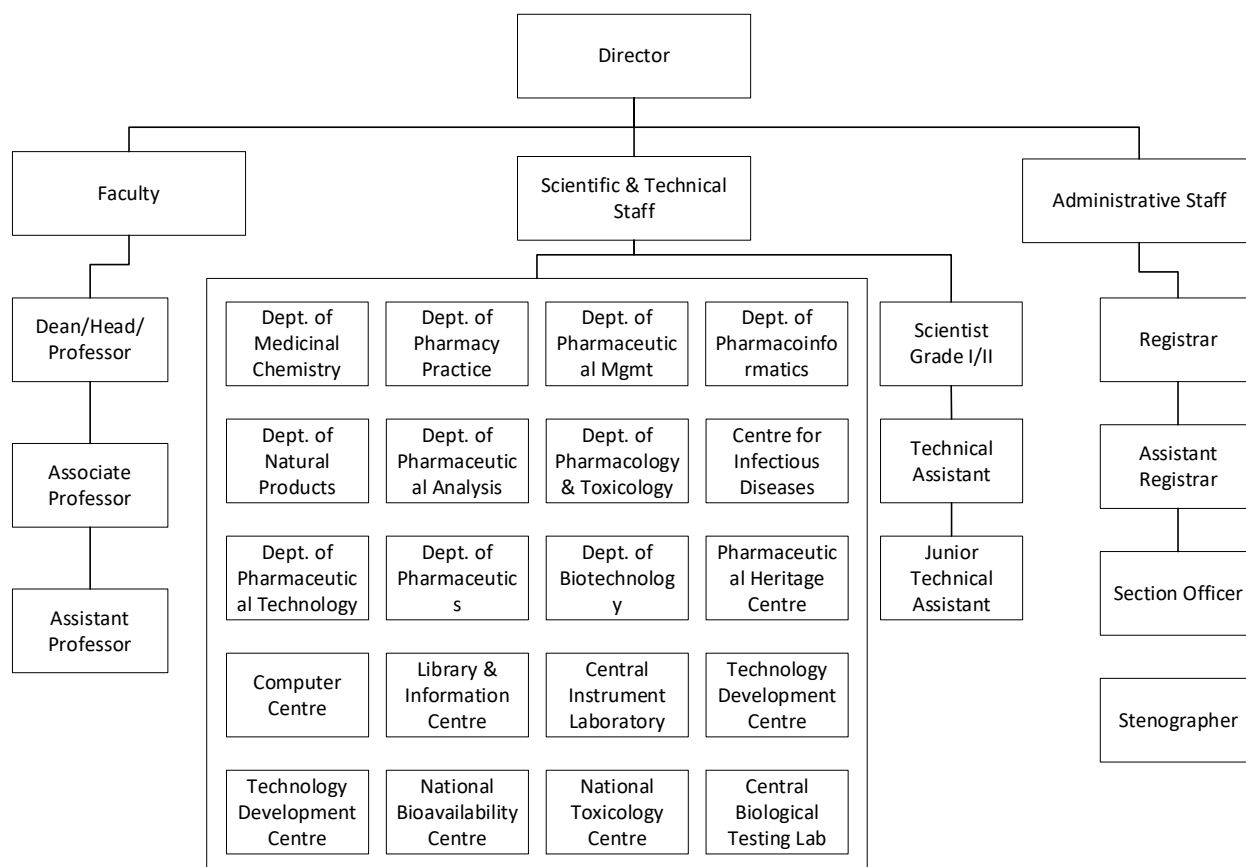 Director
Faculty
Scientific & Technical
Staff
Administrative Staff
Dean/Head/
Professor
Associate
Professor
Assistant
Professor
Dept. of
Medicinal
Chemistry
Dept. of
Pharmacy
Practice
Dept. of
Pharmaceutic
al Mgmt
Dept. of
Pharmacoinfo
rmatics
Dept. of
Natural
Products
Dept. of
Pharmaceutic
al Analysis
Dept. of
Pharmacology
& Toxicology
Centre for
Infectious
Diseases
Dept. of
Pharmaceutic
al Technology
Dept. of
Pharmaceutic
s
Dept. of
Biotechnolog
y
Pharmaceutic
al Heritage
Centre
Computer
Centre
Library &
Information
Centre
Central
Instrument
Laboratory
Technology
Development
Centre
Technology
Development
Centre
National
Bioavailability
Centre
National
Toxicology
Centre
Central
Biological
Testing Lab
Scientist
Grade I/II
Technical
Assistant
Junior
Technical
Assistant
Registrar
Assistant
Registrar
Section Officer
Stenographer